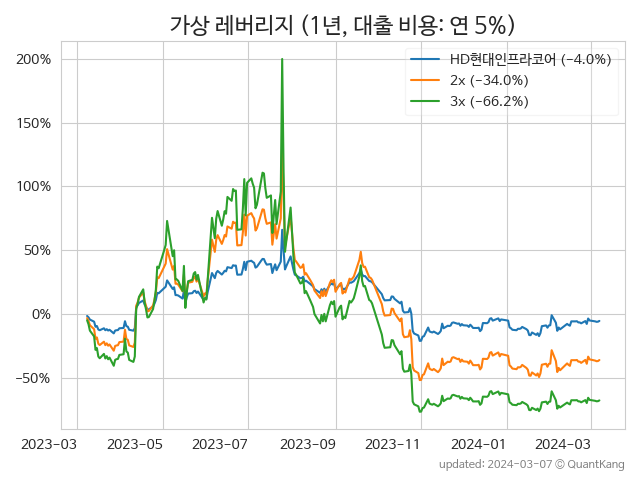 가상 레버리지 (1년, 대출 비용: 연 5%)
HD현대인프라코어 (−4.0%)
2x (−34.0%)
3x (−66.2%)
200%
150%
100%
50%
0%
−50%
2023-03 2023-05 2023-07 2023-09 2023-11 2024-01 2024-03
updated: 2024-03-07 © QuantKang